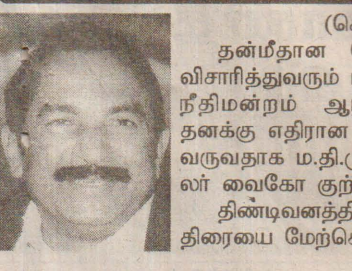 தன்மீதான
விசாரித்துவரும்
நீதிமன்றம் ஆ
தனக்கு எதிரான
வருவதாக ம.தி.மு
லர் வைகோ குற்
திண்டிவனத்தி
திரையை மேற்கொ